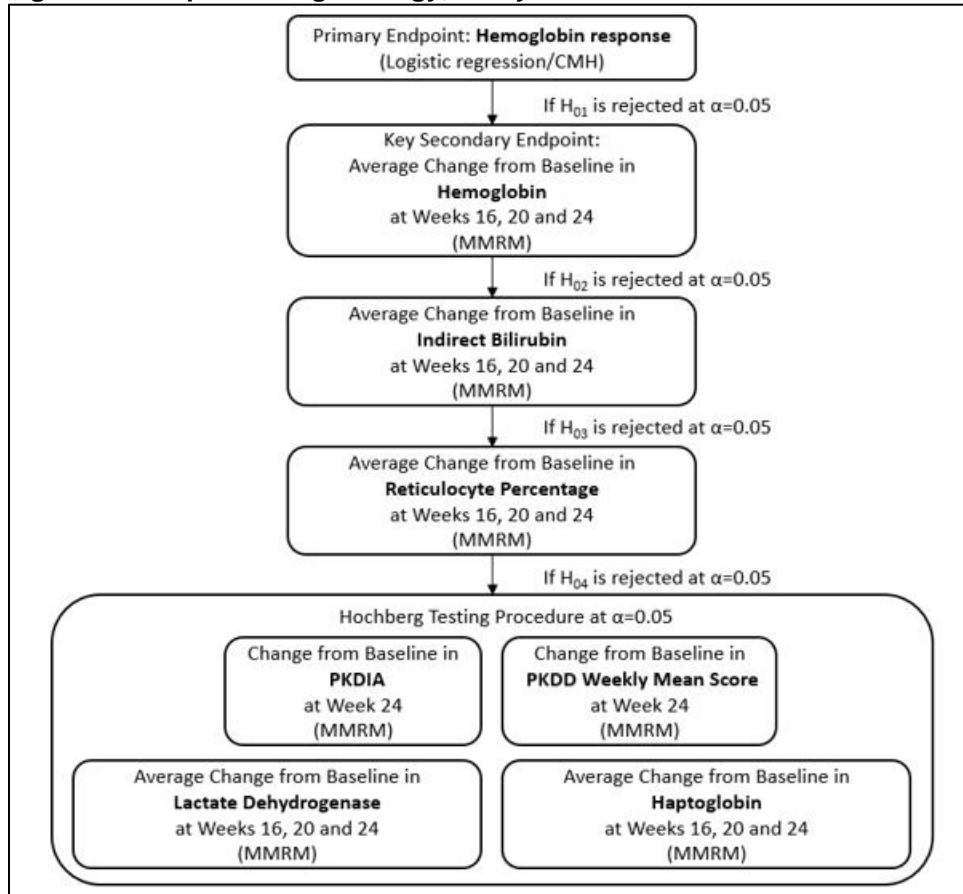 Primary Endpoint: Hemoglobin response
(Logistic regression/CMH)
If H01 is rejected at α=0.05
Key Secondary Endpoint:
Average Change from Baseline in
Hemoglobin
at Weeks 16, 20 and 24
(MMRM)
If H02 is rejected at α=0.05
Average Change from Baseline in
Indirect Bilirubin
at Weeks 16, 20 and 24
(MMRM)
If H03 is rejected at α=0.05
Average Change from Baseline in
Reticulocyte Percentage
at Weeks 16, 20 and 24
(MMRM)
If H04 is rejected at α=0.05
Hochberg Testing Procedure at α=0.05
Change from Baseline in
PKDIA
at Week 24
(MMRM)
Change from Baseline in
PKDD Weekly Mean Score
at Week 24
(MMRM)
Average Change from Baseline in
Lactate Dehydrogenase
at Weeks 16, 20 and 24
(MMRM)
Average Change from Baseline in
Haptoglobin
at Weeks 16, 20 and 24
(MMRM)